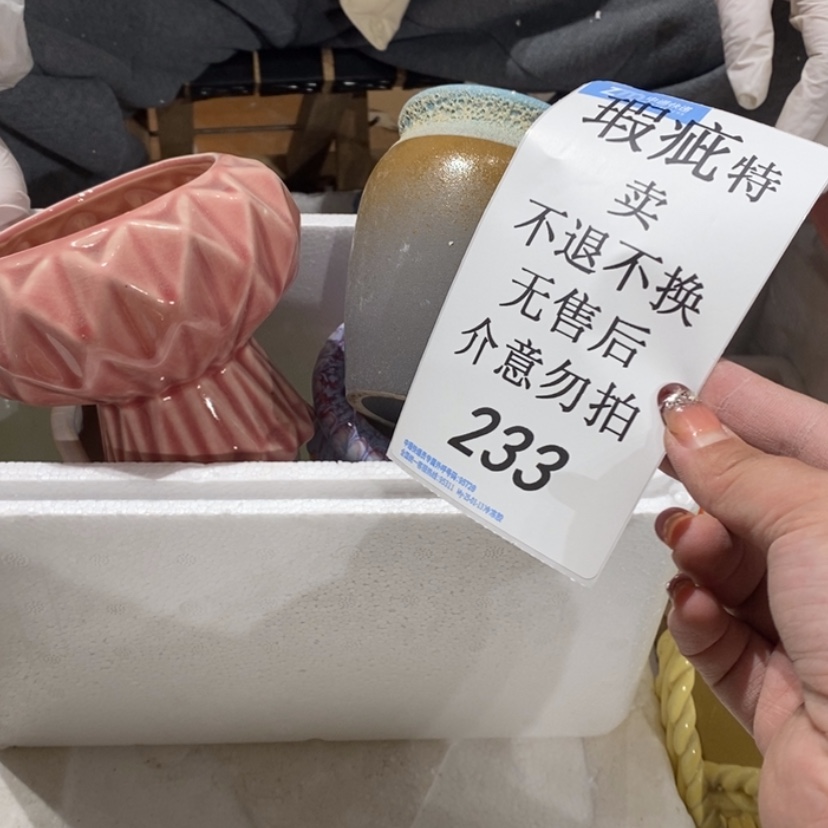 瑕疵特
卖
不退不换
无售后
介意勿拍
233